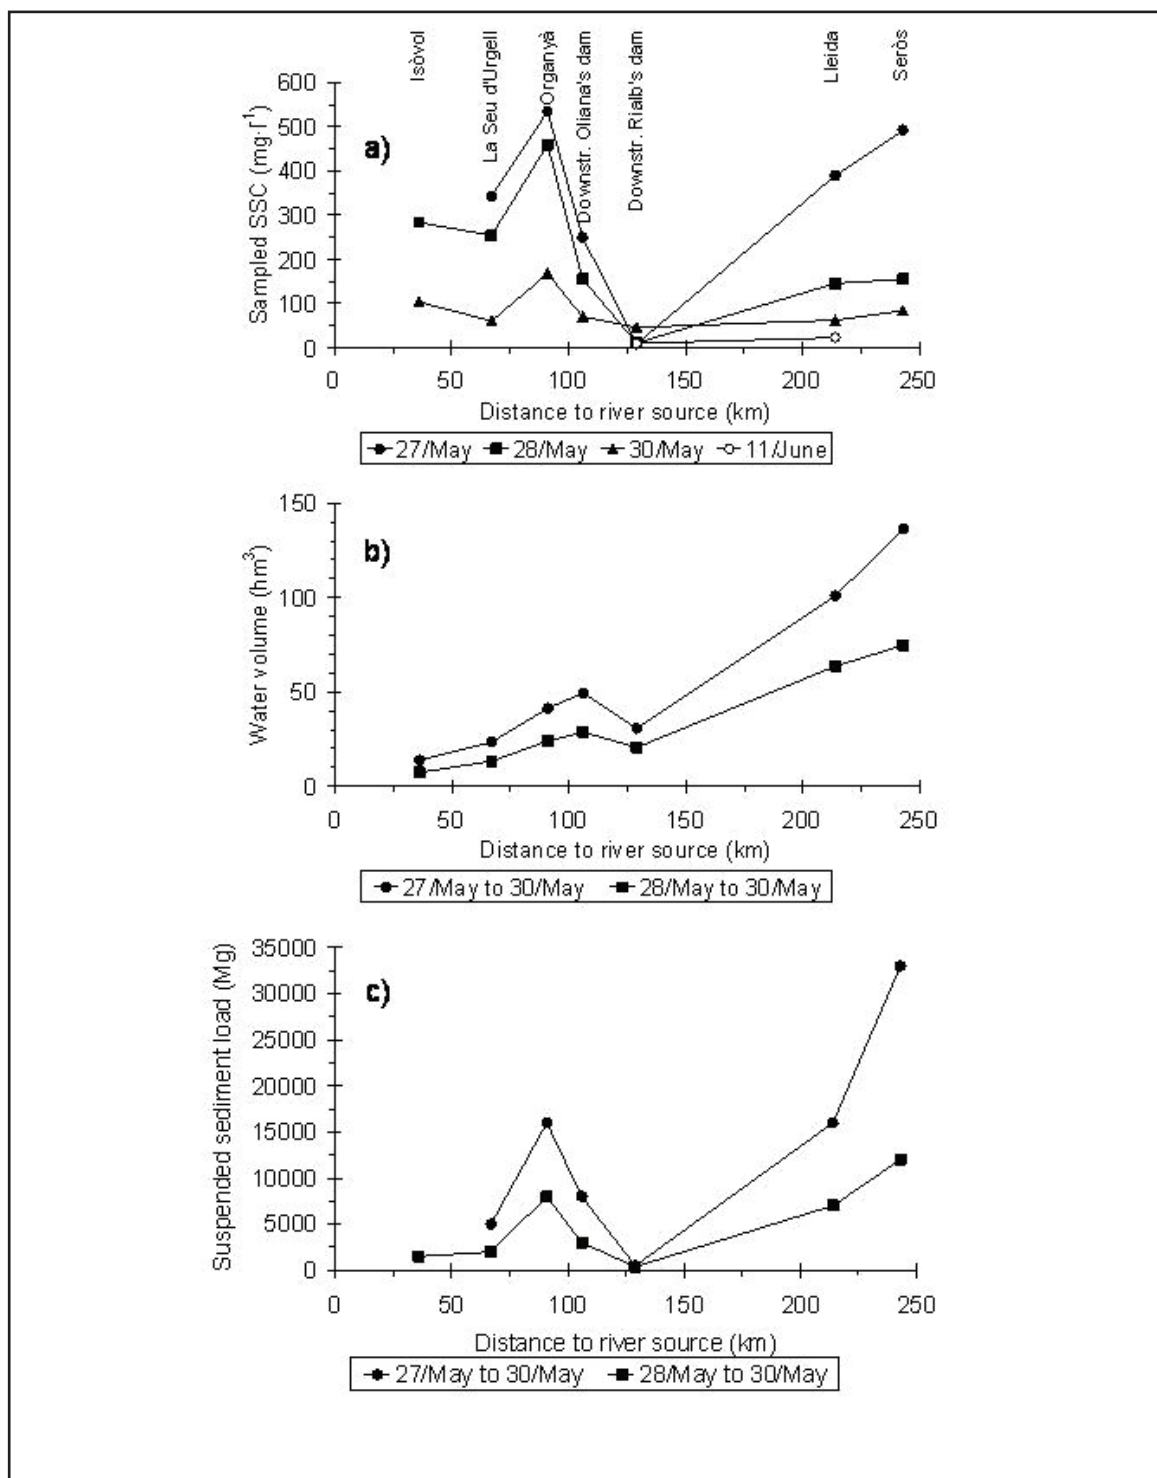 Isòvol
La Seu d'Urgell
Organyà
Downstr. Oliana's dam
Downstr. Rialb's dam
Lleida
Seròs
a)
Sampled SSC (mg·l⁻¹)
600
500
400
300
200
100
0
0 50 100 150 200 250
Distance to river source (km)
27/May 28/May 30/May 11/June
b)
Water volume (hm³)
150
100
50
0
0 50 100 150 200 250
Distance to river source (km)
27/May to 30/May 28/May to 30/May
c)
Suspended sediment load (Mg)
35000
30000
25000
20000
15000
10000
5000
0
0 50 100 150 200 250
Distance to river source (km)
27/May to 30/May 28/May to 30/May